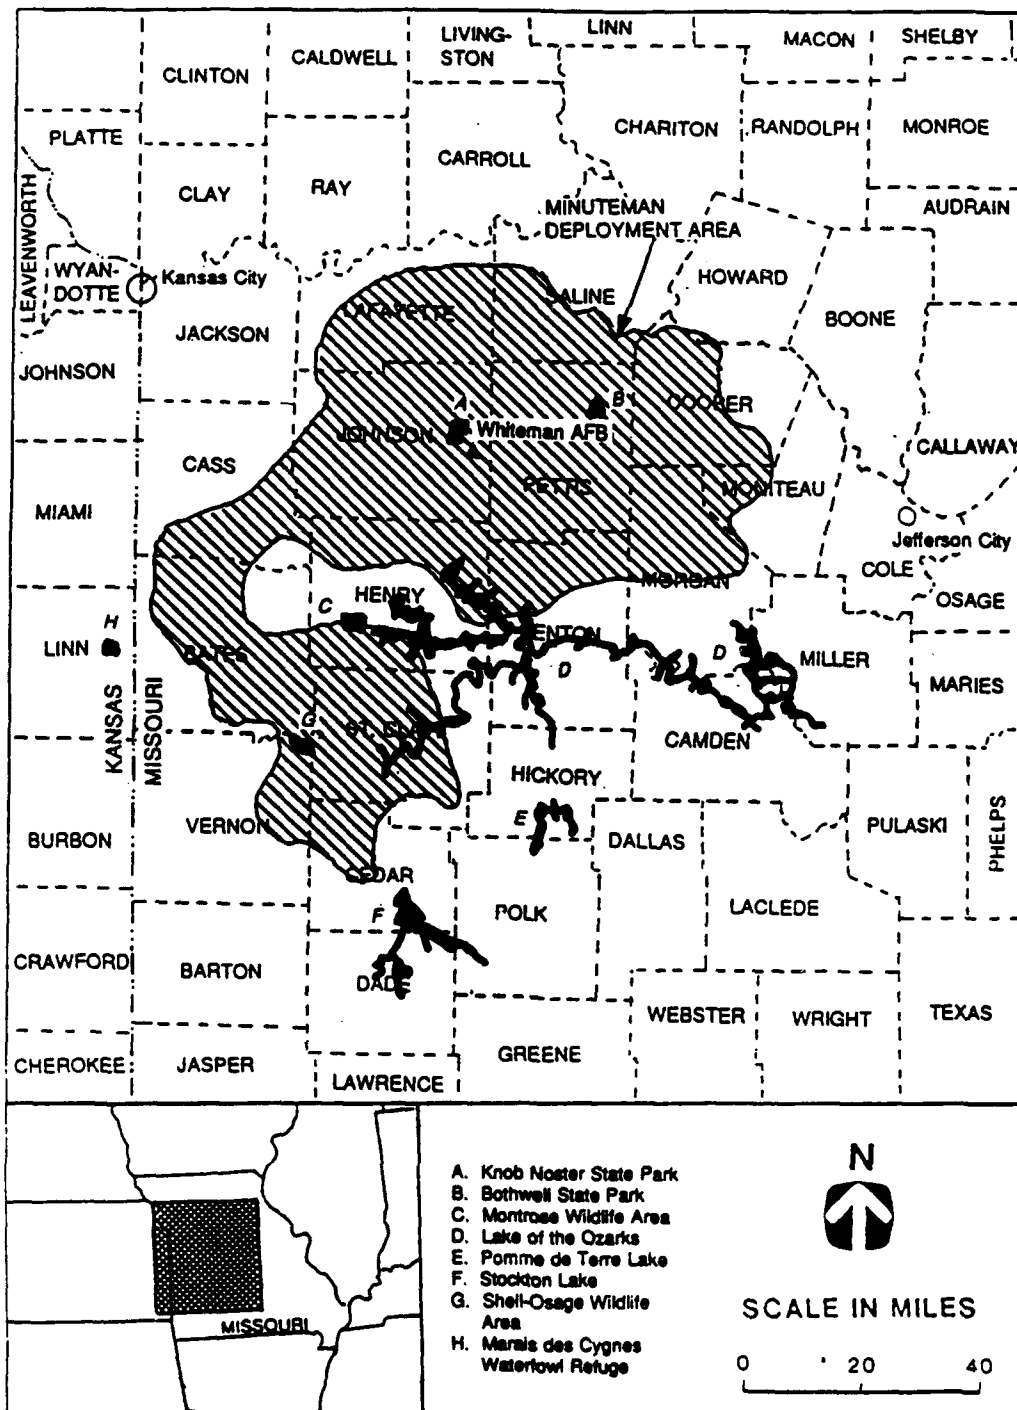 LINN
LIVING-
STON
MACON
SHELBY
CALDWELL
CLINTON
PLATTE
CHARITON
RANDOLPH
MONROE
CARROLL
CLAY
RAY
LEAVENWORTH
MINUTEMAN
DEPLOYMENT AREA
AUDRAIN
WYAN-
DOTTE
Kansas City
HOWARD
SALINE
LAFAYETTE
BOONE
JACKSON
JOHNSON
A
B
COOPER
JOHNSON
Whiteman AFB
CASS
CALLAWAY
PETTIS
MONITEAU
MIAMI
Jefferson City
COLE
MORGAN
HENRY
OSAGE
C
H
LINN
BENTON
BATES
D
D
MILLER
MARIES
KANSAS
MISSOURI
G
ST. CLAIR
CAMDEN
HICKORY
E
VERNON
BURBON
DALLAS
PULASKI
PHELPS
CEDAR
F
POLK
LACLEDE
CRAWFORD
BARTON
DADE
WEBSTER
WRIGHT
TEXAS
CHEROKEE
JASPER
LAWRENCE
GREENE
MISSOURI
A. Knob Noster State Park
B. Bothwell State Park
C. Montrose Wildlife Area
D. Lake of the Ozarks
E. Pomme de Terre Lake
F. Stockton Lake
G. Shell-Osage Wildlife
Area
H. Marais des Cygnes
Waterfowl Refuge
N
SCALE IN MILES
0 20 40